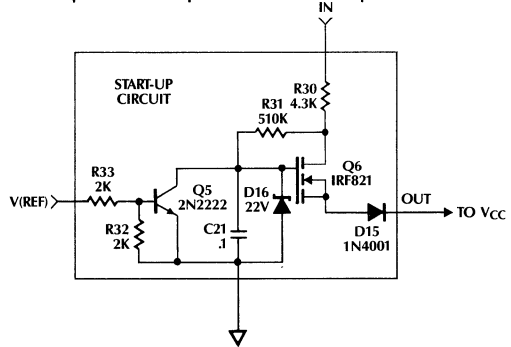 IN
START-UP
CIRCUIT
R30
4.3K
R31
510K
R33
2K
V(REF)
Q5
2N2222
D16
22V
Q6
IRF821
OUT
TO VCC
R32
2K
C21
.1
D15
1N4001